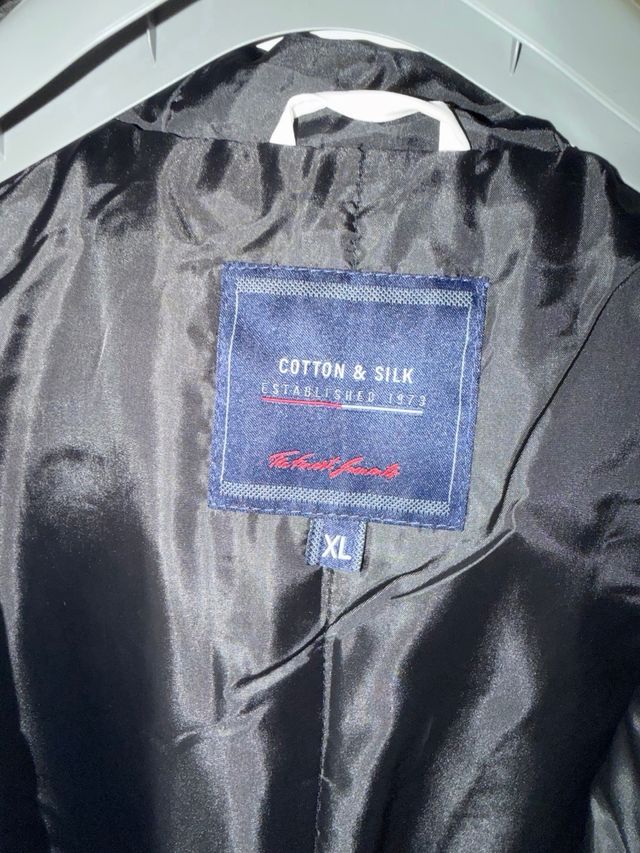 COTTON & SILK
ESTABLISHED 1973
XL